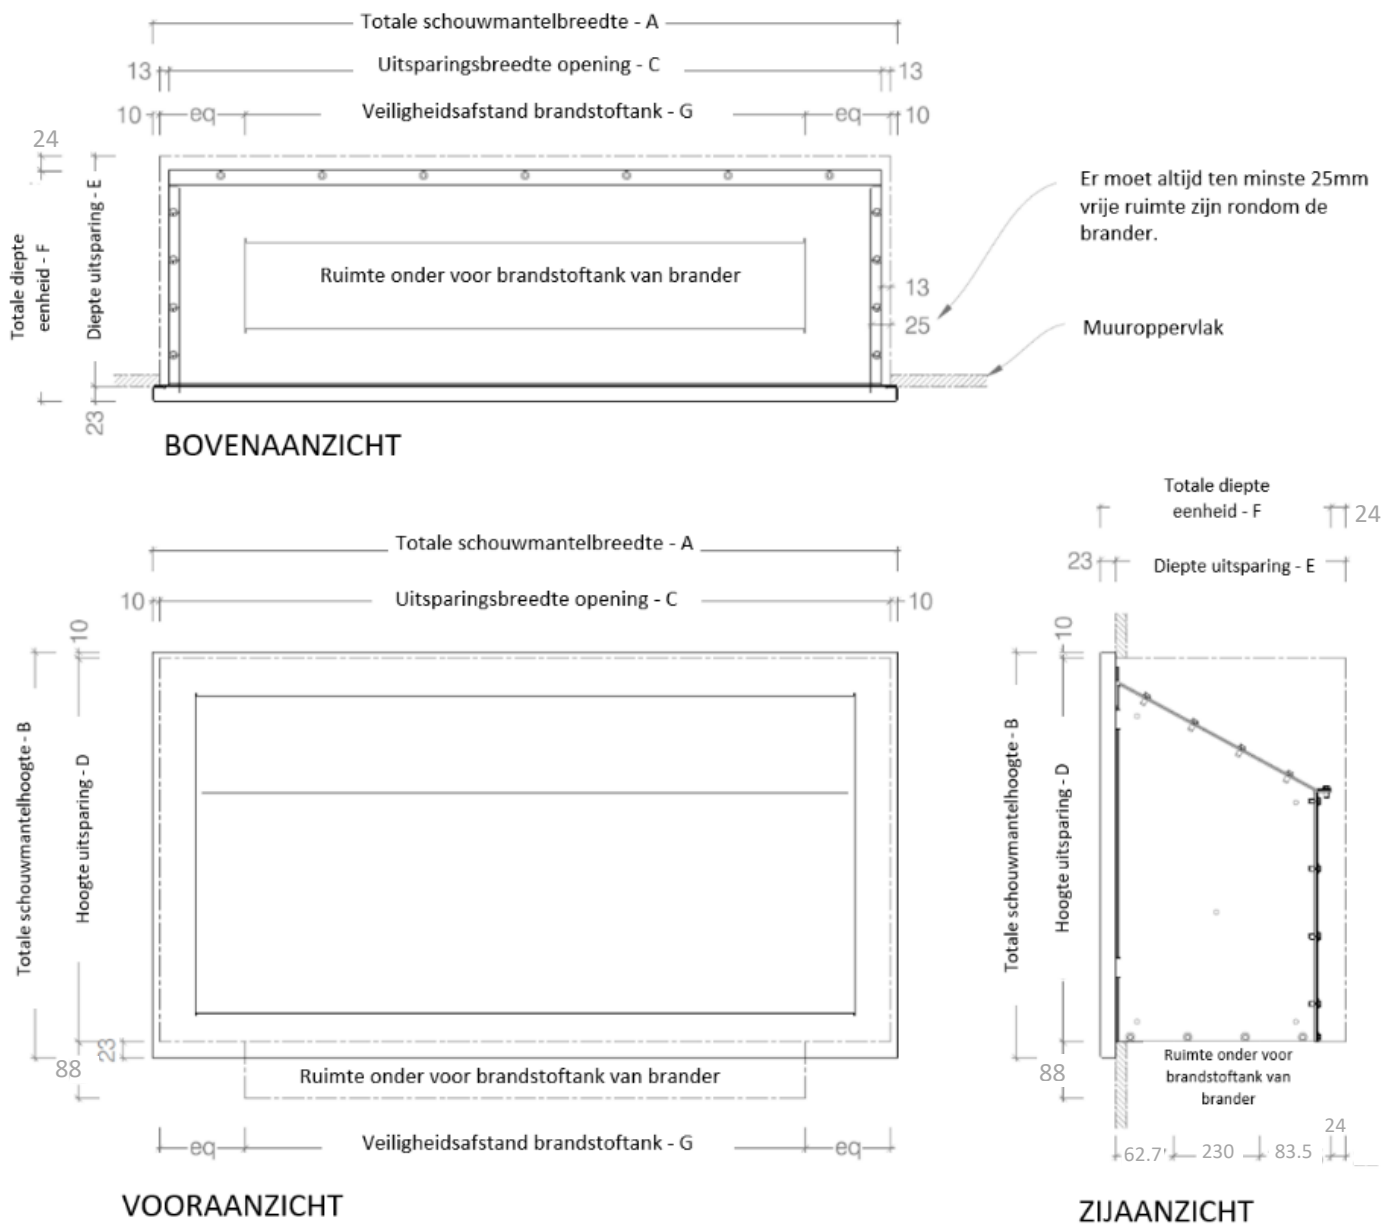 Totale schouwmantelbreedte - A
13 Uitsparingsbreedte opening - C 13
10 eq Veiligheidsafstand brandstoftank - G eq 10
24
Totale diepte
eenheid - F
Diepte uitsparing - E
23
Ruimte onder voor brandstoftank van brander
Er moet altijd ten minste 25mm
vrije ruimte zijn rondom de
brander.
13
25
Muuroppervlak
BOVENAANZICHT
Totale schouwmantelbreedte - A
10 Uitsparingsbreedte opening - C 10
10
Totale schouwmantelhoogte - B
Hoogte uitsparing - D
88
23
Ruimte onder voor brandstoftank van brander
eq Veiligheidsafstand brandstoftank - G eq
VOORAANZICHT
Totale diepte
eenheid - F
24
23
Diepte uitsparing - E
10
Totale schouwmantelhoogte - B
Hoogte uitsparing - D
88
Ruimte onder voor
brandstoftank van
brander
24
62.7 230 83.5
ZIJAANZICHT